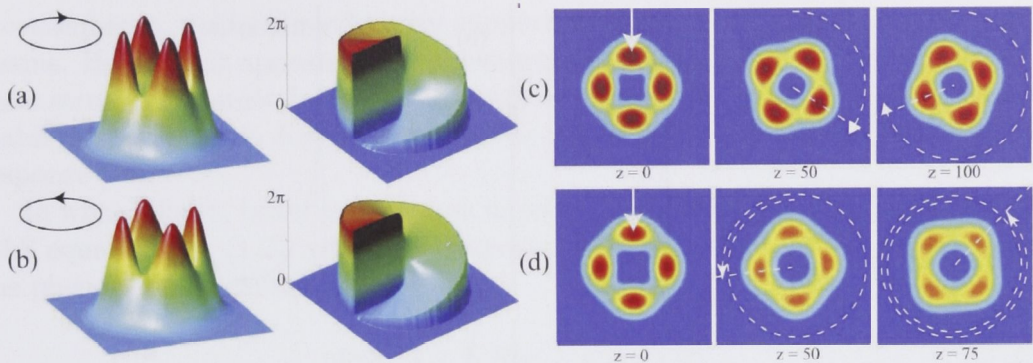 (a)
2π
0
(b)
2π
0
(c)
z = 0
z = 50
z = 100
(d)
z = 0
z = 50
z = 75